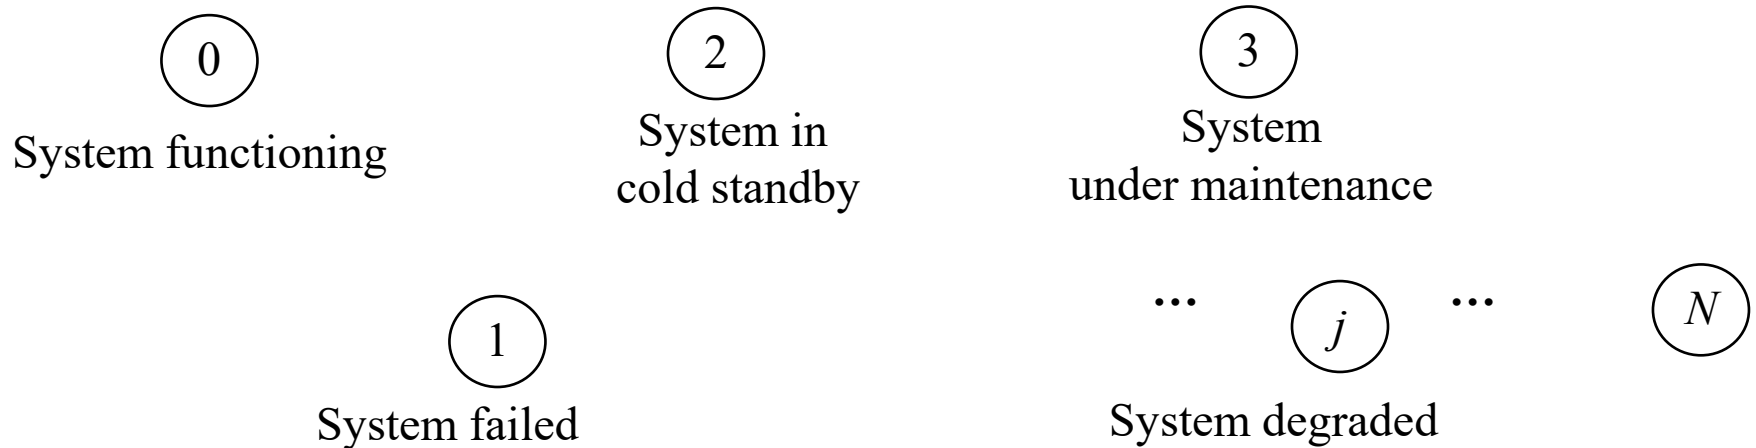 0
System functioning
2
System in
cold standby
3
System
under maintenance
1
System failed
...
j
...
System degraded
N